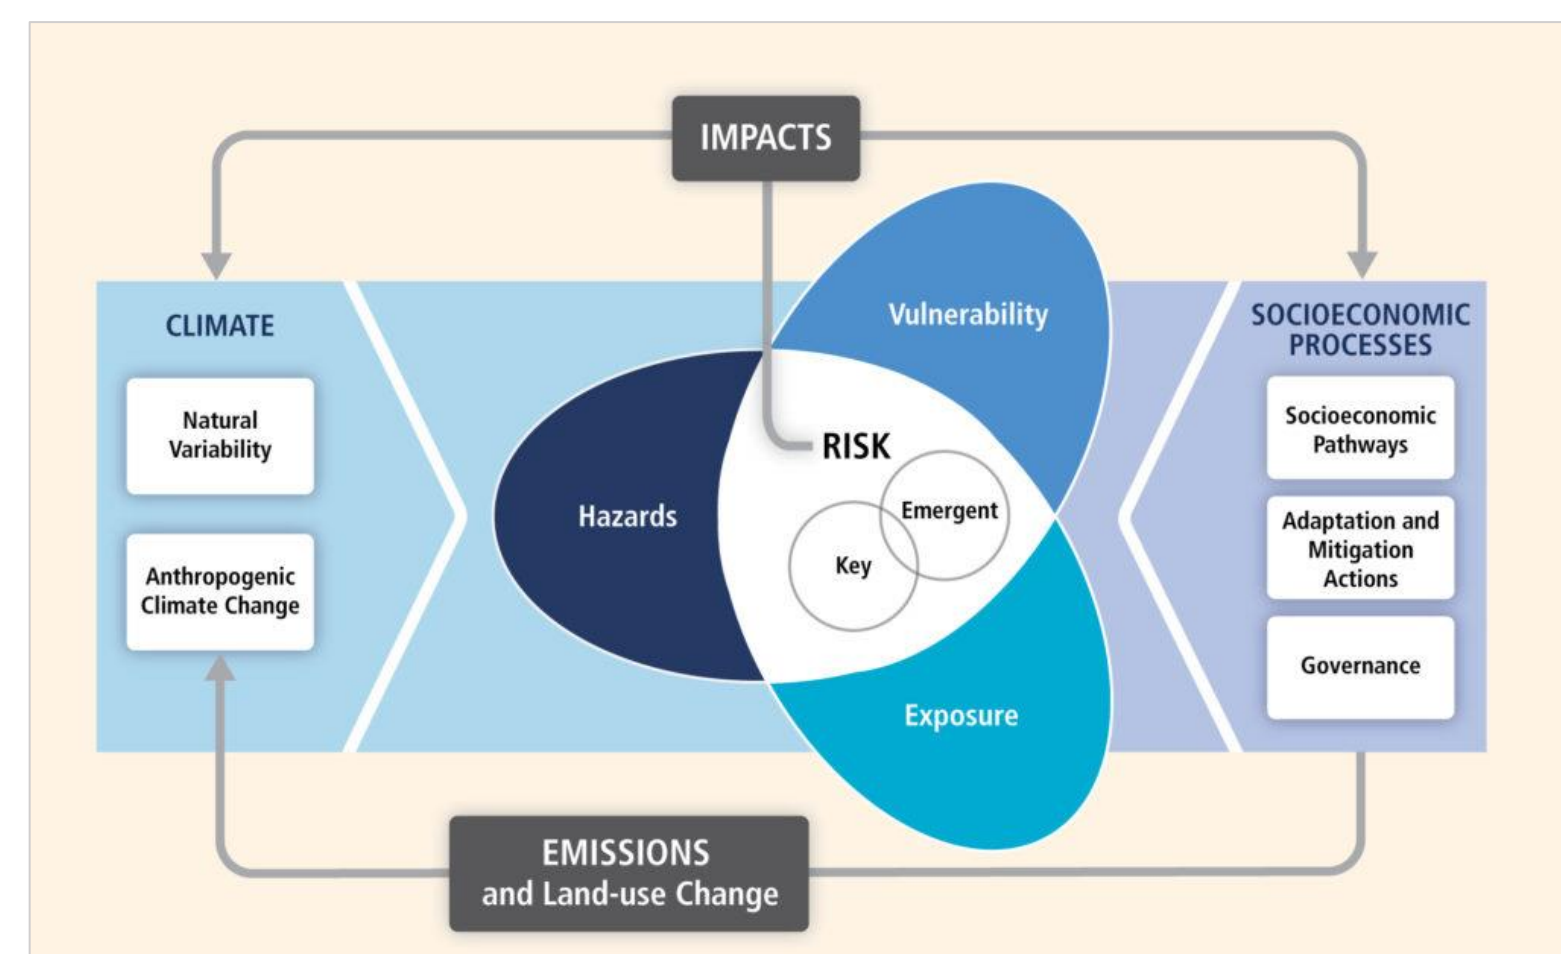 IMPACTS
CLIMATE
Natural
Variability
Anthropogenic
Climate Change
Vulnerability
Hazards
RISK
Emergent
Key
Exposure
SOCIOECONOMIC
PROCESSES
Socioeconomic
Pathways
Adaptation and
Mitigation
Actions
Governance
EMISSIONS
and Land-use Change